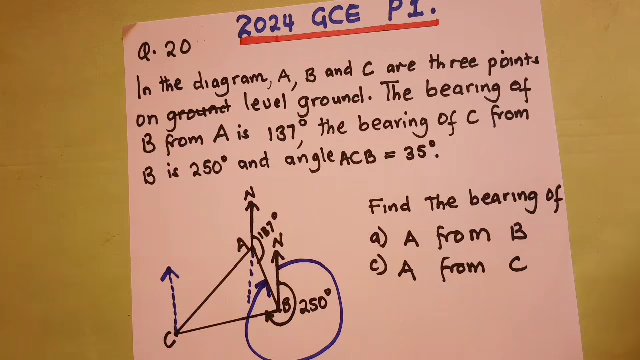 2024 GCE P1.
Q. 20
In the diagram, A, B and C are three points
on ground level ground. The bearing of
B from A is 137°, the bearing of C from
B is 250° and angle ACB = 35°.
Find the bearing of
a) A from B
c) A from C
N
137°
A
N
B
250°
C